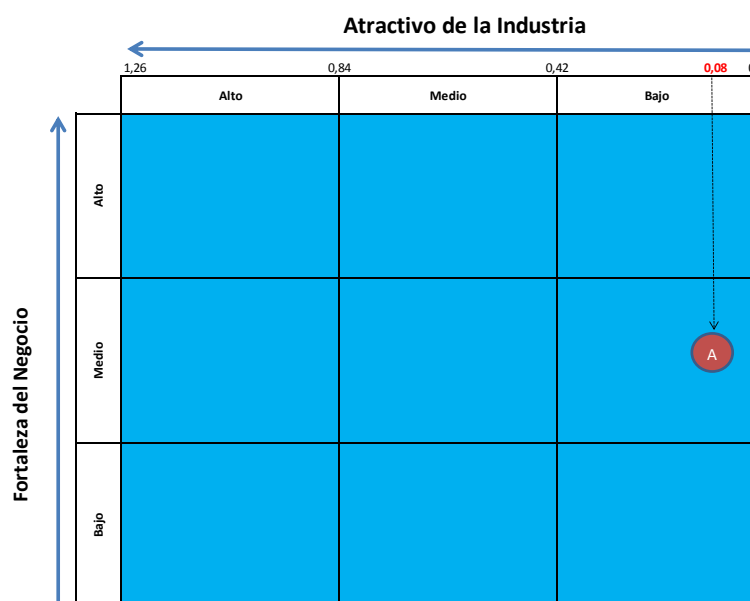 Atractivo de la Industria
1,26 0,84 0,42 0,08
Alto Medio Bajo
Alto
Fortaleza del Negocio
Medio
A
Bajo